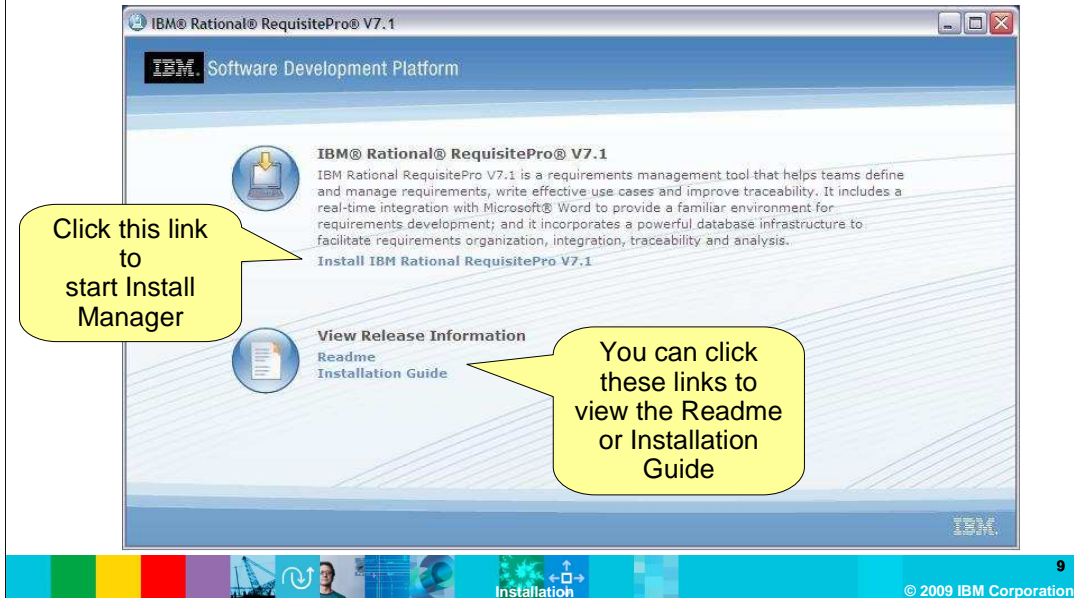 IBM® Rational® RequisitePro® V7.1
IBM. Software Development Platform
IBM® Rational® RequisitePro® V7.1
IBM Rational RequisitePro V7.1 is a requirements management tool that helps teams define
and manage requirements, write effective use cases and improve traceability. It includes a
real-time integration with Microsoft® Word to provide a familiar environment for
requirements development; and it incorporates a powerful database infrastructure to
facilitate requirements organization, integration, traceability and analysis.
Install IBM Rational RequisitePro V7.1
Click this link
to
start Install
Manager
View Release Information
Readme
Installation Guide
You can click
these links to
view the Readme
or Installation
Guide
IBM.
9
Installation
© 2009 IBM Corporation